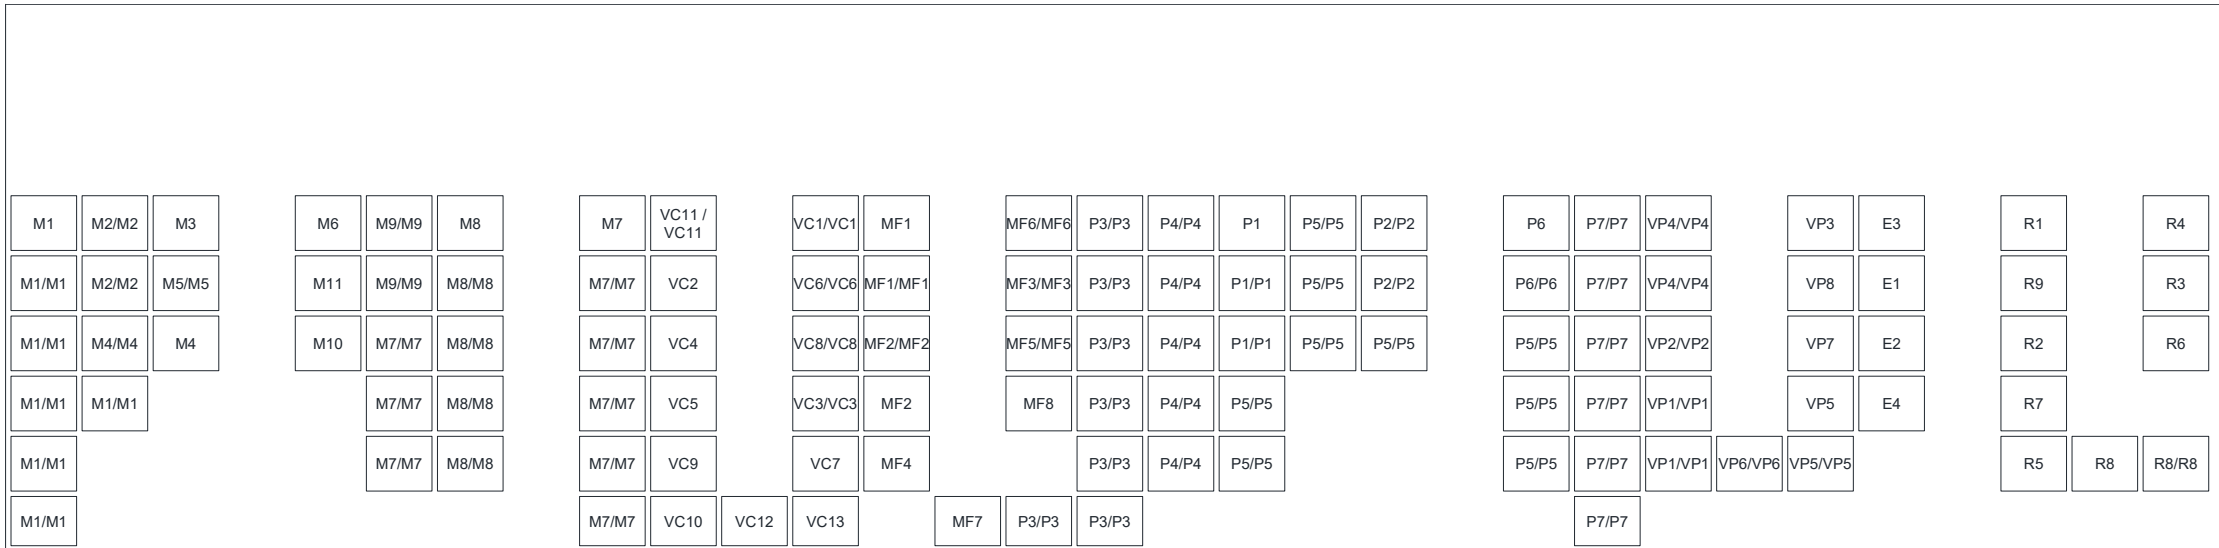 M1 M2/M2 M3 M6 M9/M9 M8 M7 VC11 / VC11 VC1/VC1 MF1 MF6/MF6 P3/P3 P4/P4 P1 P5/P5 P2/P2 P6 P7/P7 VP4/VP4 VP3 E3 R1 R4
M1/M1 M2/M2 M5/M5 M11 M9/M9 M8/M8 M7/M7 VC2 VC6/VC6 MF1/MF1 MF3/MF3 P3/P3 P4/P4 P1/P1 P5/P5 P2/P2 P6/P6 P7/P7 VP4/VP4 VP8 E1 R9 R3
M1/M1 M4/M4 M4 M10 M7/M7 M8/M8 M7/M7 VC4 VC8/VC8 MF2/MF2 MF5/MF5 P3/P3 P4/P4 P1/P1 P5/P5 P5/P5 P5/P5 P7/P7 VP2/VP2 VP7 E2 R2 R6
M1/M1 M1/M1 M7/M7 M8/M8 M7/M7 VC5 VC3/VC3 MF2 MF8 P3/P3 P4/P4 P5/P5 P5/P5 P7/P7 VP1/VP1 VP5 E4 R7
M1/M1 M7/M7 M8/M8 M7/M7 VC9 VC7 MF4 P3/P3 P4/P4 P5/P5 P5/P5 P7/P7 VP1/VP1 VP6/VP6 VP5/VP5 R5 R8 R8/R8
M1/M1 M7/M7 VC10 VC12 VC13 MF7 P3/P3 P3/P3 P7/P7